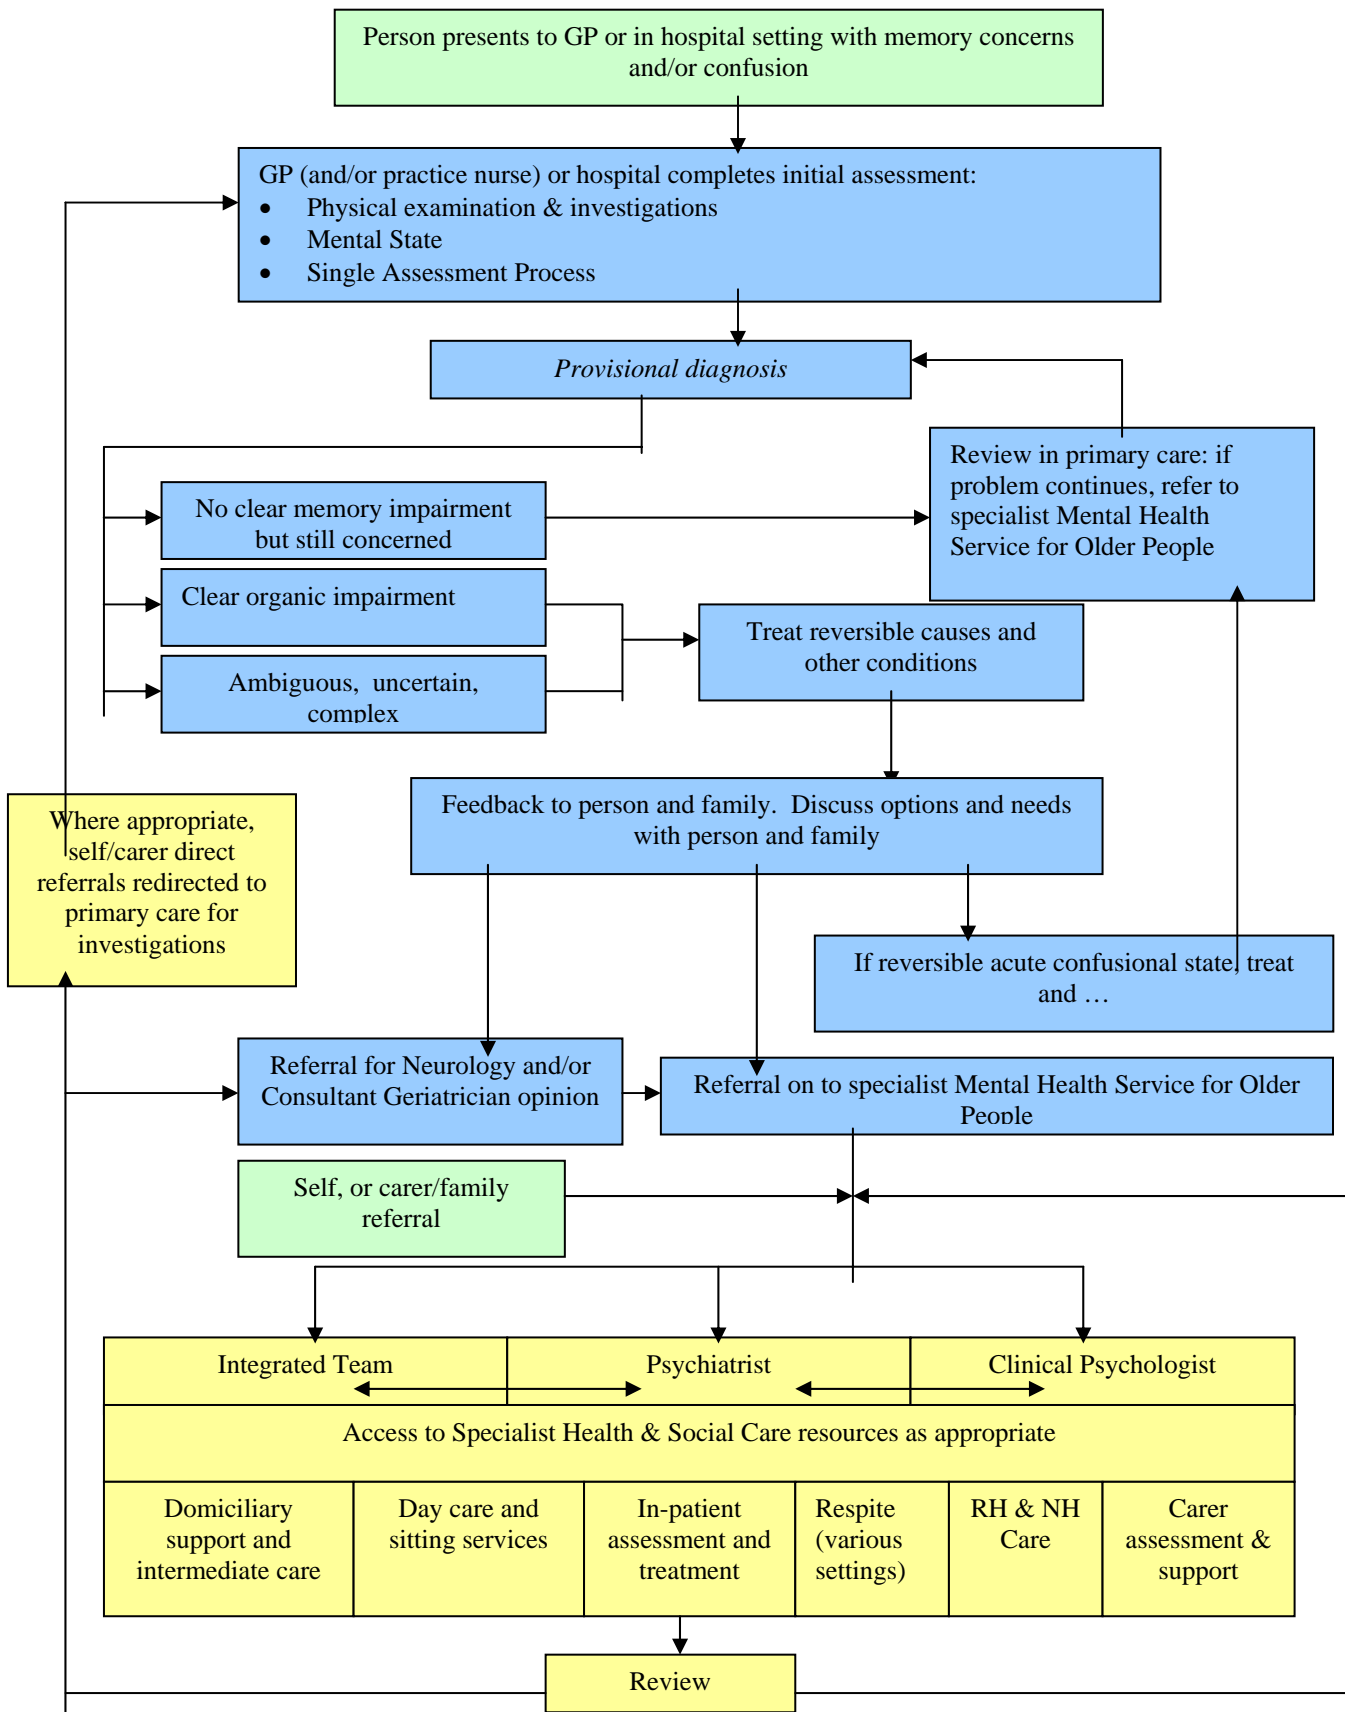 Person presents to GP or in hospital setting with memory concerns
and/or confusion
GP (and/or practice nurse) or hospital completes initial assessment:
• Physical examination & investigations
• Mental State
• Single Assessment Process
Provisional diagnosis
Review in primary care: if
problem continues, refer to
specialist Mental Health
Service for Older People
No clear memory impairment
but still concerned
Clear organic impairment
Ambiguous, uncertain,
complex
Treat reversible causes and
other conditions
Feedback to person and family. Discuss options and needs
with person and family
Where appropriate,
self/carer direct
referrals redirected to
primary care for
investigations
If reversible acute confusional state, treat
and …
Referral for Neurology and/or
Consultant Geriatrician opinion
Referral on to specialist Mental Health Service for Older
People
Self, or carer/family
referral
Integrated Team
Psychiatrist
Clinical Psychologist
Access to Specialist Health & Social Care resources as appropriate
Domiciliary
support and
intermediate care
Day care and
sitting services
In-patient
assessment and
treatment
Respite
(various
settings)
RH & NH
Care
Carer
assessment &
support
Review